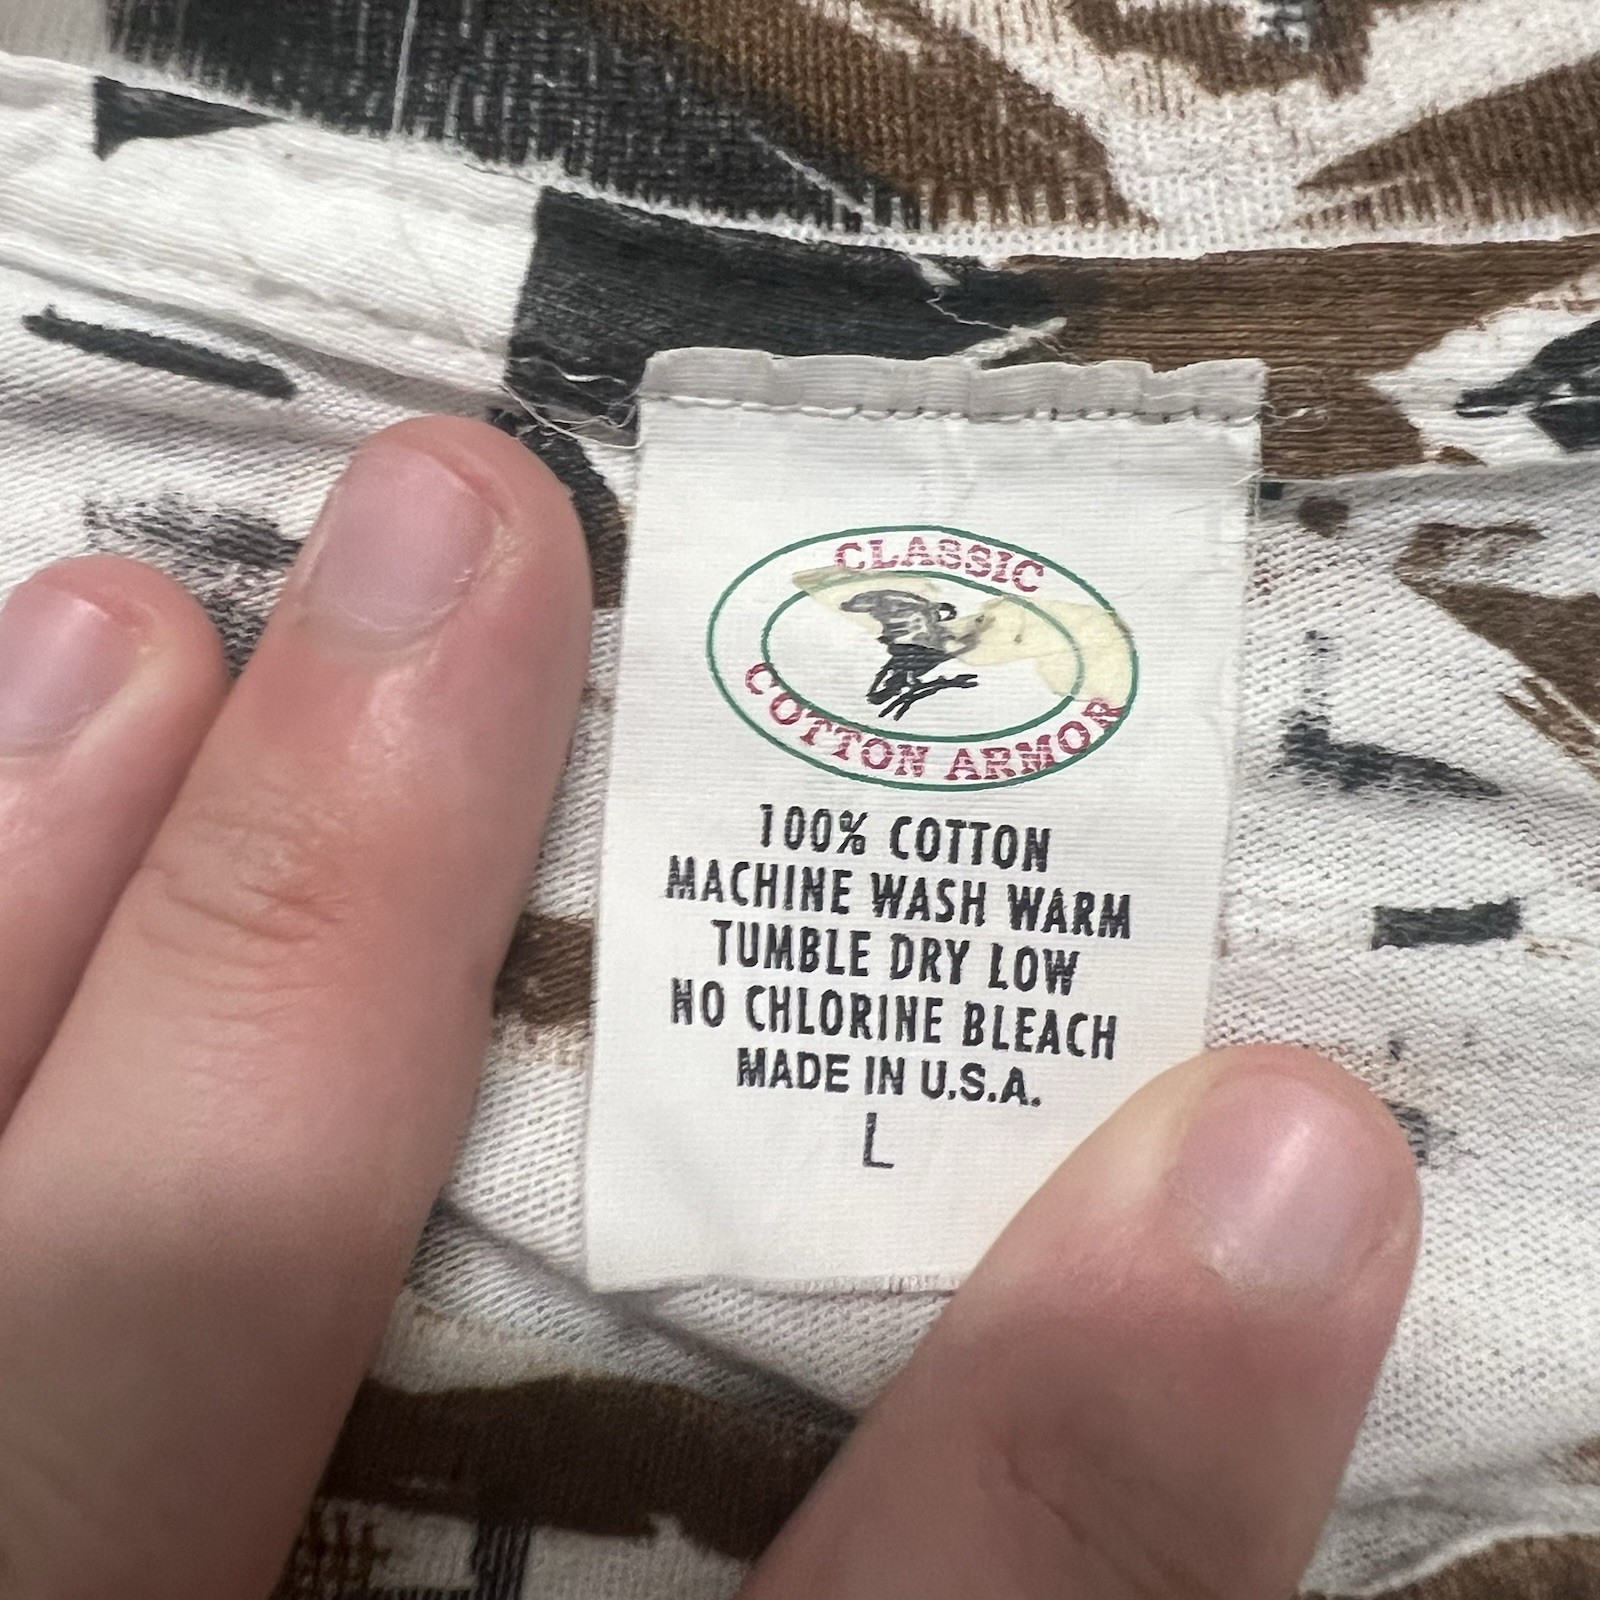 CLASSIC
COTTON ARMOR
100% COTTON
MACHINE WASH WARM
TUMBLE DRY LOW
NO CHLORINE BLEACH
MADE IN U.S.A.
L